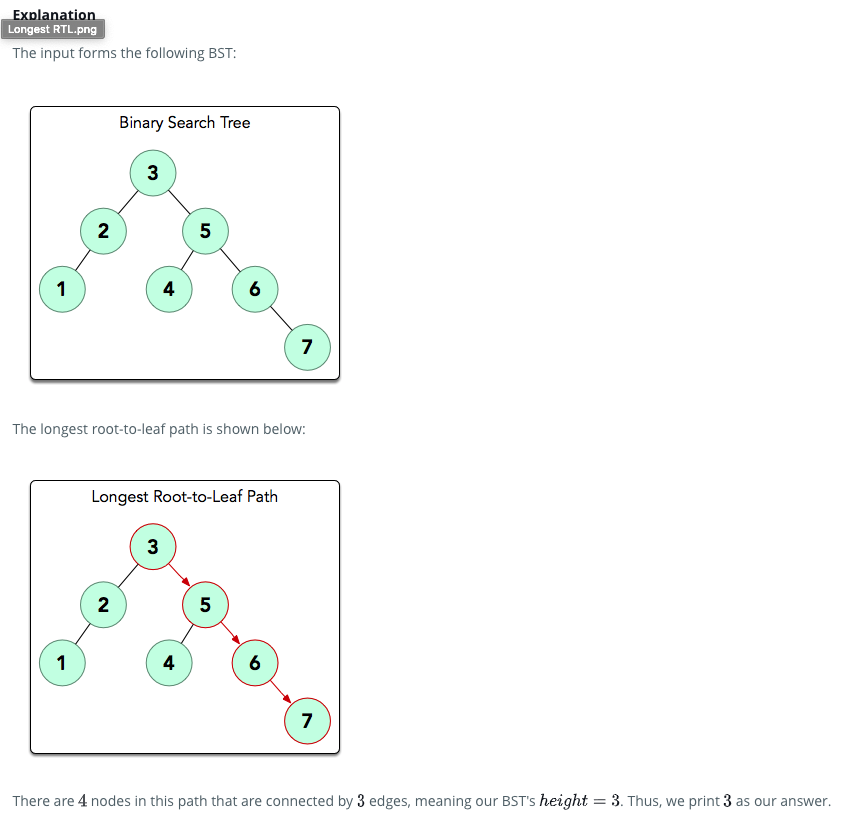 Explanation
Longest RTL.png
The input forms the following BST:
Binary Search Tree
3
2 5
1 4 6
7
The longest root-to-leaf path is shown below:
Longest Root-to-Leaf Path
3
2 5
1 4 6
7
There are 4 nodes in this path that are connected by 3 edges, meaning our BST's height = 3. Thus, we print 3 as our answer.